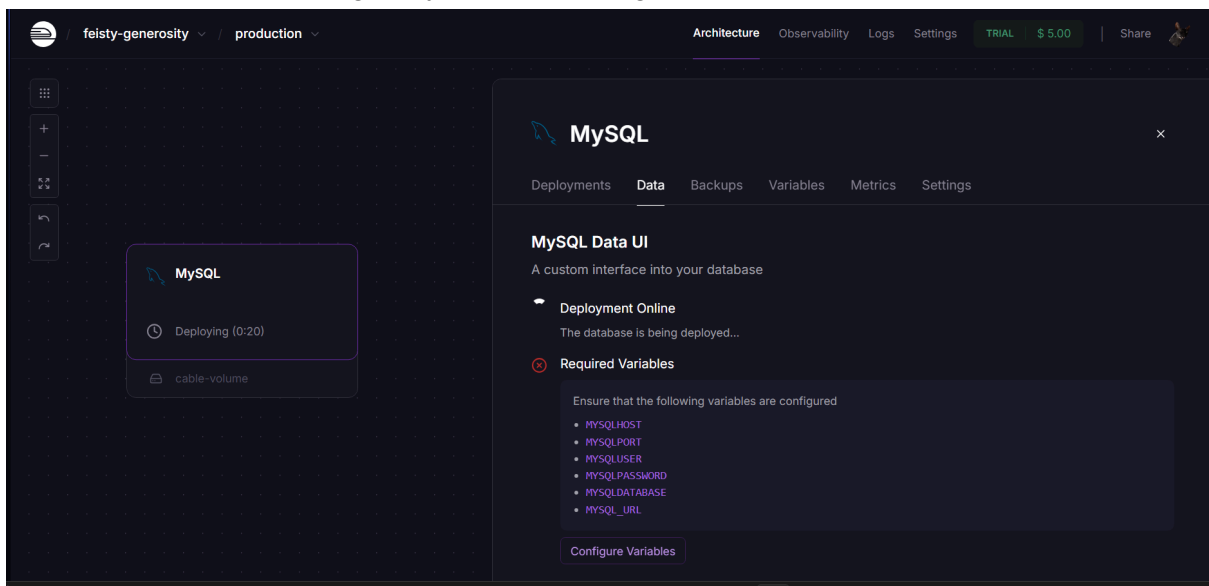 feisty-generosity / production
Architecture Observability Logs Settings TRIAL $ 5.00 Share
MySQL
Deployments Data Backups Variables Metrics Settings
MySQL Data UI
A custom interface into your database
Deployment Online
The database is being deployed...
Required Variables
Ensure that the following variables are configured
• MYSQLHOST
• MYSQLPORT
• MYSQLUSER
• MYSQLPASSWORD
• MYSQLDATABASE
• MYSQL_URL
Configure Variables
MySQL
Deploying (0:20)
cable-volume